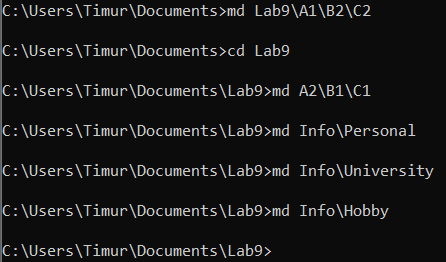 C:\Users\Timur\Documents>md Lab9\A1\B2\C2
C:\Users\Timur\Documents>cd Lab9
C:\Users\Timur\Documents\Lab9>md A2\B1\C1
C:\Users\Timur\Documents\Lab9>md Info\Personal
C:\Users\Timur\Documents\Lab9>md Info\University
C:\Users\Timur\Documents\Lab9>md Info\Hobby
C:\Users\Timur\Documents\Lab9>